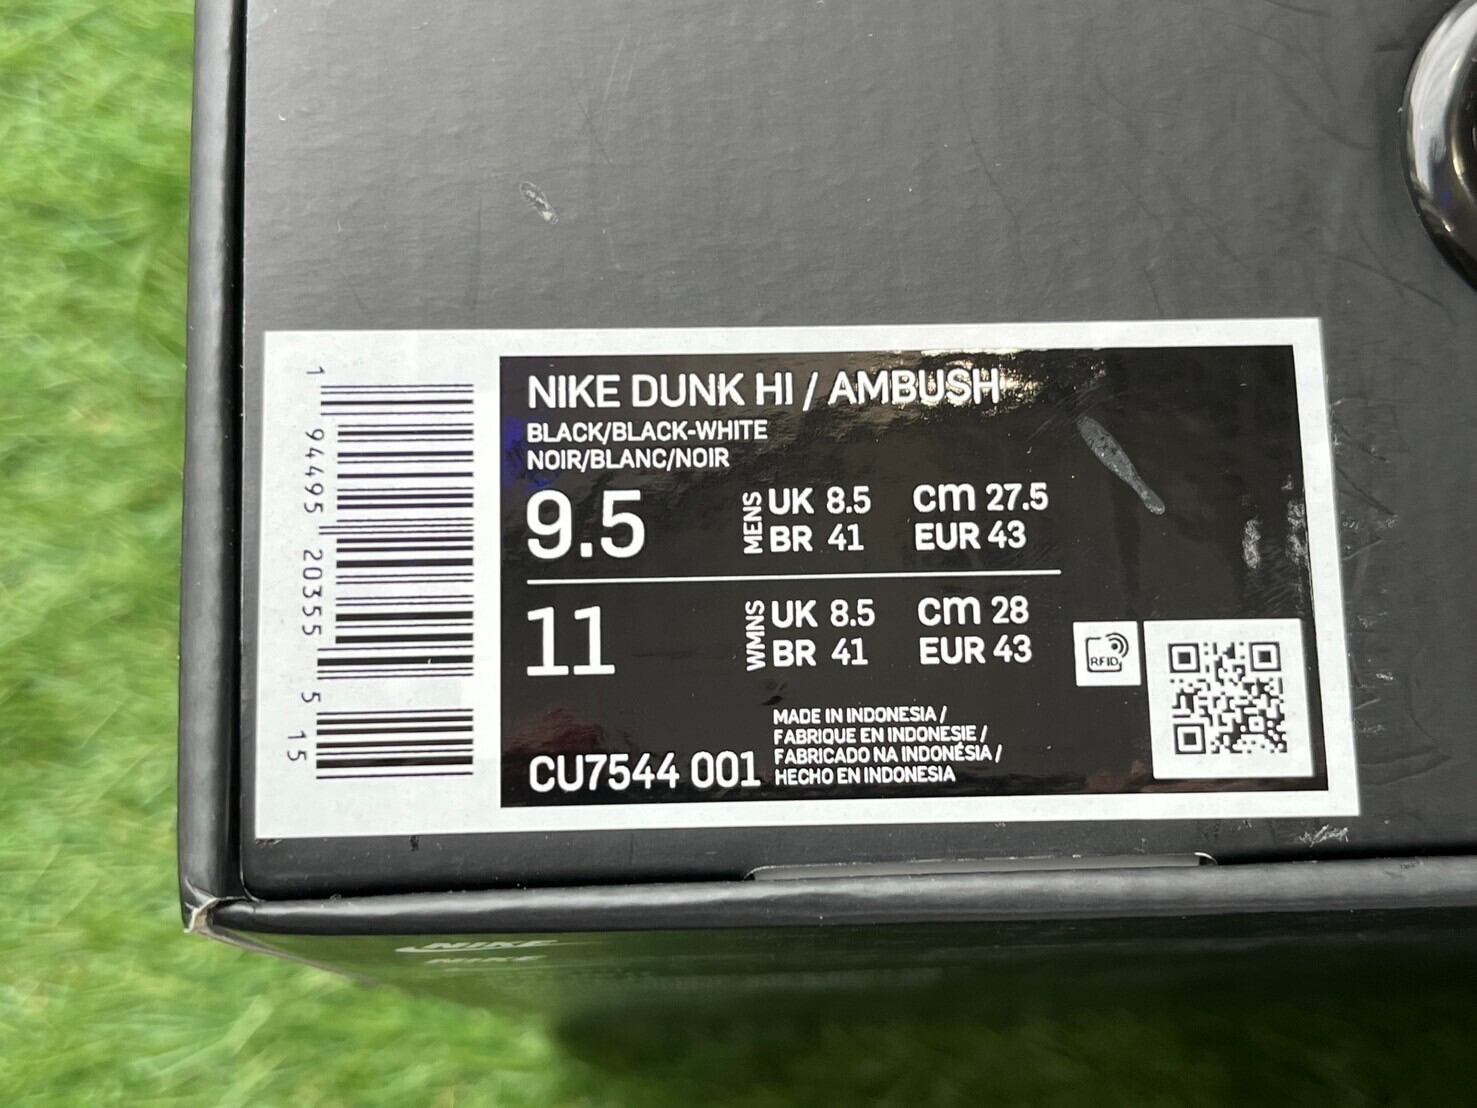 NIKE DUNK HI / AMBUSH
BLACK/BLACK-WHITE
NOIR/BLANC/NOIR
9.5 MENS UK 8.5 cm 27.5
BR 41 EUR 43
11 WMNS UK 8.5 cm 28
BR 41 EUR 43
RFID
MADE IN INDONESIA /
FABRIQUE EN INDONESIE /
FABRICADO NA INDONÉSIA /
HECHO EN INDONESIA
CU7544 001
1 94495 20355 5 15
NIKE
NIKE